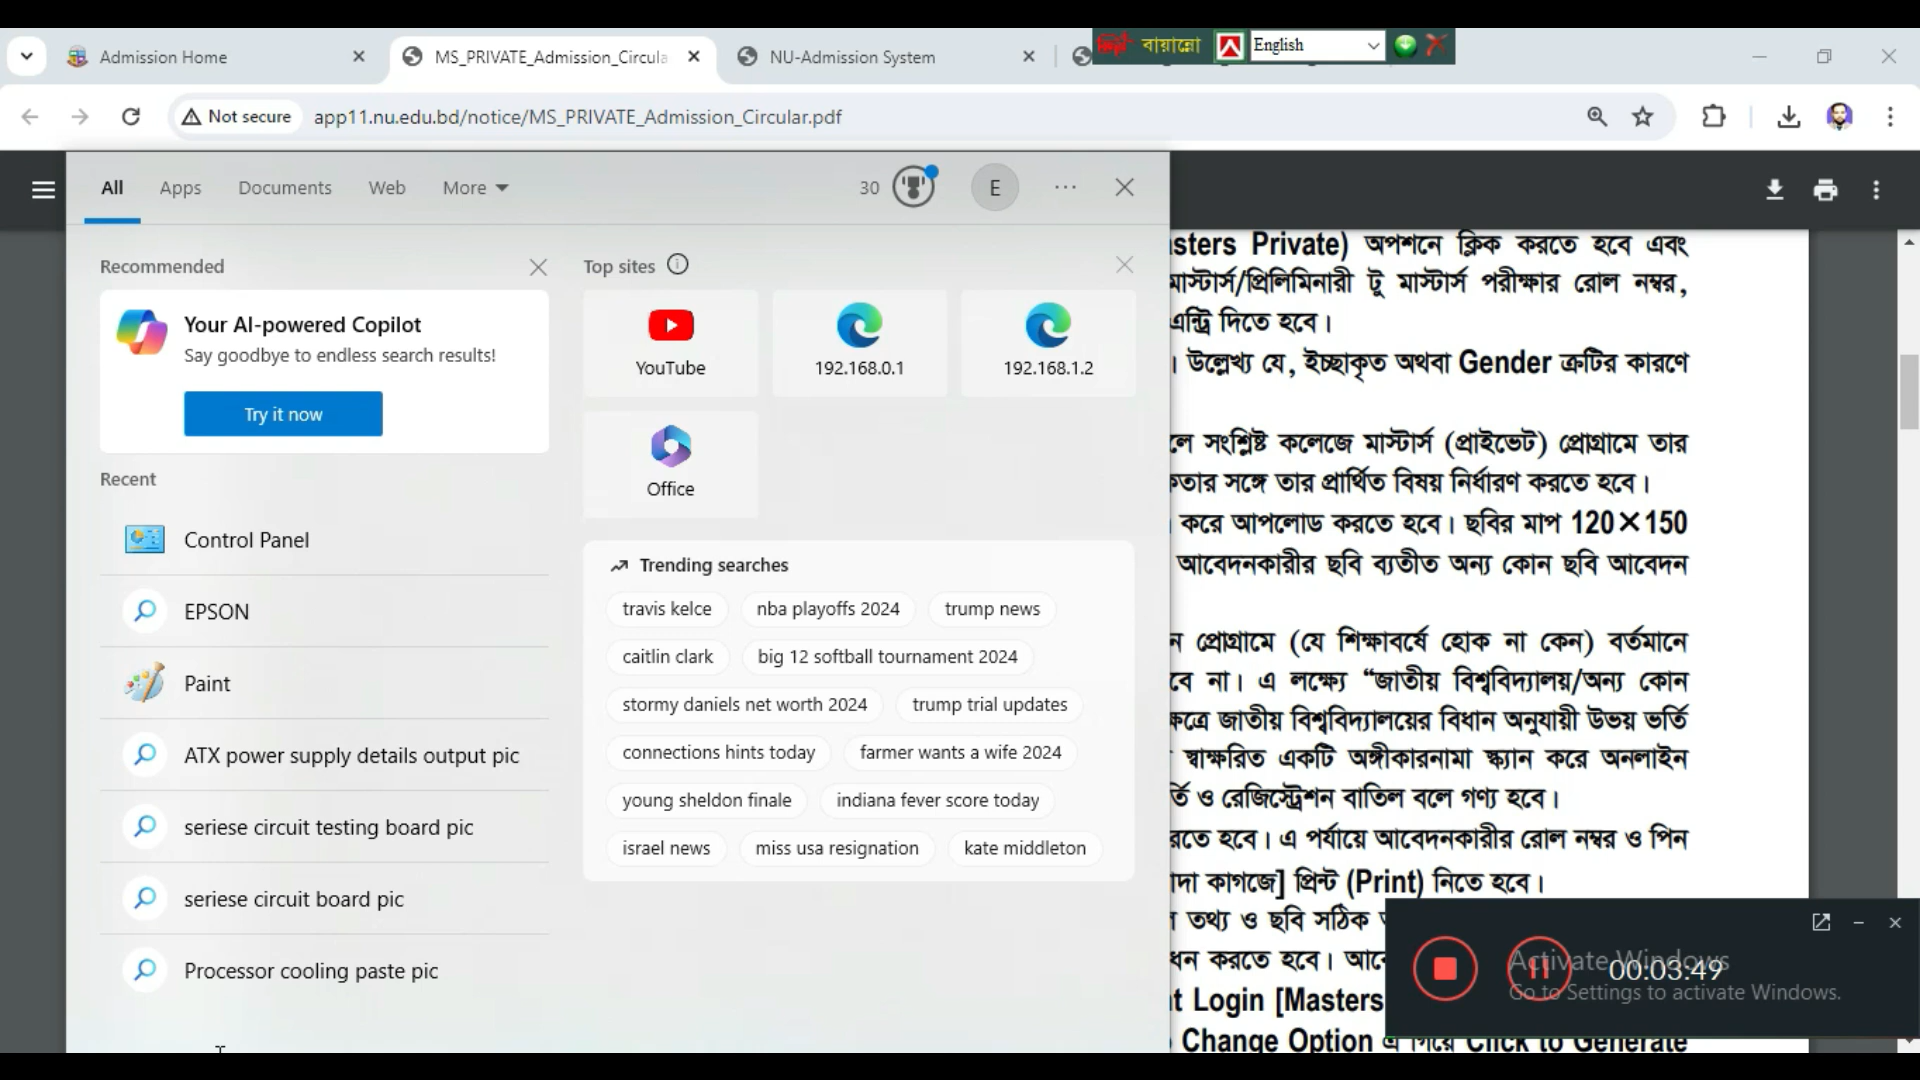 Admission Home
MS_PRIVATE_Admission_Circula
NU-Admission System
বায়ান্নো
English
Not secure
app11.nu.edu.bd/notice/MS_PRIVATE_Admission_Circular.pdf
All
Apps
Documents
Web
More
30
E
Recommended
Your AI-powered Copilot
Say goodbye to endless search results!
Try it now
Recent
Control Panel
EPSON
Paint
ATX power supply details output pic
seriese circuit testing board pic
seriese circuit board pic
Processor cooling paste pic
Top sites
YouTube
192.168.0.1
192.168.1.2
Office
Trending searches
travis kelce
nba playoffs 2024
trump news
caitlin clark
big 12 softball tournament 2024
stormy daniels net worth 2024
trump trial updates
connections hints today
farmer wants a wife 2024
young sheldon finale
indiana fever score today
israel news
miss usa resignation
kate middleton
sters Private) অপশনে ক্লিক করতে হবে এবং
মাস্টার্স/প্রিলিমিনারী টু মাস্টার্স পরীক্ষার রোল নম্বর,
এন্ট্রি দিতে হবে।
। উল্লেখ্য যে, ইচ্ছাকৃত অথবা Gender ত্রুটির কারণে
লে সংশ্লিষ্ট কলেজে মাস্টার্স (প্রাইভেট) প্রোগ্রামে তার
কতার সঙ্গে তার প্রার্থিত বিষয় নির্ধারণ করতে হবে।
করে আপলোড করতে হবে। ছবির মাপ 120×150
আবেদনকারীর ছবি ব্যতীত অন্য কোন ছবি আবেদন
ন প্রোগ্রামে (যে শিক্ষাবর্ষে হোক না কেন) বর্তমানে
বে না। এ লক্ষ্যে “জাতীয় বিশ্ববিদ্যালয়/অন্য কোন
ক্ষেত্রে জাতীয় বিশ্ববিদ্যালয়ের বিধান অনুযায়ী উভয় ভর্তি
স্বাক্ষরিত একটি অঙ্গীকারনামা স্ক্যান করে অনলাইন
র্তি ও রেজিস্ট্রেশন বাতিল বলে গণ্য হবে।
রতে হবে। এ পর্যায়ে আবেদনকারীর রোল নম্বর ও পিন
াদা কাগজে] প্রিন্ট (Print) নিতে হবে।
তথ্য ও ছবি সঠিক
ধন করতে হবে। আবে
t Login [Masters
Change Option এ গিয়ে Click to Generate
00:03:49
Activate Windows
Go to Settings to activate Windows.